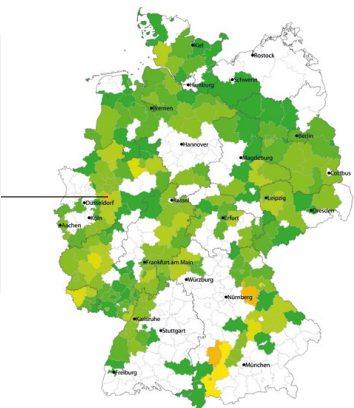 Kiel
Rostock
Schwerin
Hamburg
Bremen
Berlin
Hannover
Magdeburg
Cottbus
Düsseldorf
Kassel
Leipzig
Dresden
Köln
Erfurt
Aachen
Frankfurt am Main
Würzburg
Nürnberg
Karlsruhe
Stuttgart
München
Freiburg